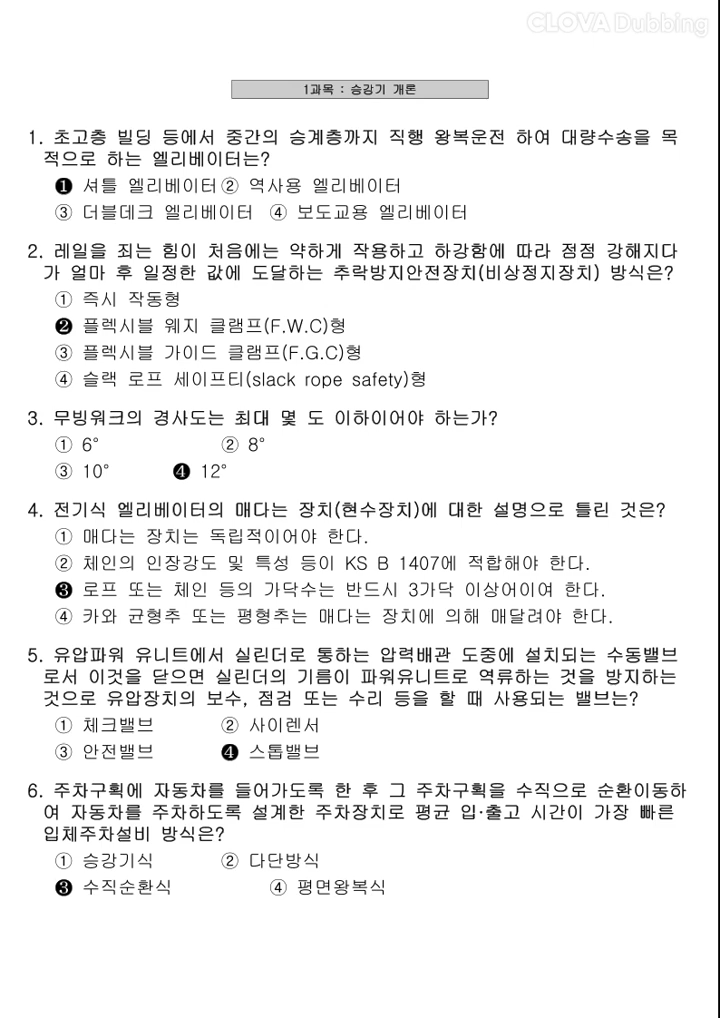 CLOVA Dubbing
1과목 : 승강기 개론
1. 초고층 빌딩 등에서 중간의 승계층까지 직행 왕복운전 하여 대량수송을 목
적으로 하는 엘리베이터는?
❶ 셔틀 엘리베이터 ② 역사용 엘리베이터
③ 더블데크 엘리베이터 ④ 보도교용 엘리베이터
2. 레일을 죄는 힘이 처음에는 약하게 작용하고 하강함에 따라 점점 강해지다
가 얼마 후 일정한 값에 도달하는 추락방지안전장치(비상정지장치) 방식은?
① 즉시 작동형
❷ 플렉시블 웨지 클램프(F.W.C)형
③ 플렉시블 가이드 클램프(F.G.C)형
④ 슬랙 로프 세이프티(slack rope safety)형
3. 무빙워크의 경사도는 최대 몇 도 이하이어야 하는가?
① 6° ② 8°
③ 10° ❹ 12°
4. 전기식 엘리베이터의 매다는 장치(현수장치)에 대한 설명으로 틀린 것은?
① 매다는 장치는 독립적이어야 한다.
② 체인의 인장강도 및 특성 등이 KS B 1407에 적합해야 한다.
❸ 로프 또는 체인 등의 가닥수는 반드시 3가닥 이상어이여 한다.
④ 카와 균형추 또는 평형추는 매다는 장치에 의해 매달려야 한다.
5. 유압파워 유니트에서 실린더로 통하는 압력배관 도중에 설치되는 수동밸브
로서 이것을 닫으면 실린더의 기름이 파워유니트로 역류하는 것을 방지하는
것으로 유압장치의 보수, 점검 또는 수리 등을 할 때 사용되는 밸브는?
① 체크밸브 ② 사이렌서
③ 안전밸브 ❹ 스톱밸브
6. 주차구획에 자동차를 들어가도록 한 후 그 주차구획을 수직으로 순환이동하
여 자동차를 주차하도록 설계한 주차장치로 평균 입·출고 시간이 가장 빠른
입체주차설비 방식은?
① 승강기식 ② 다단방식
❸ 수직순환식 ④ 평면왕복식